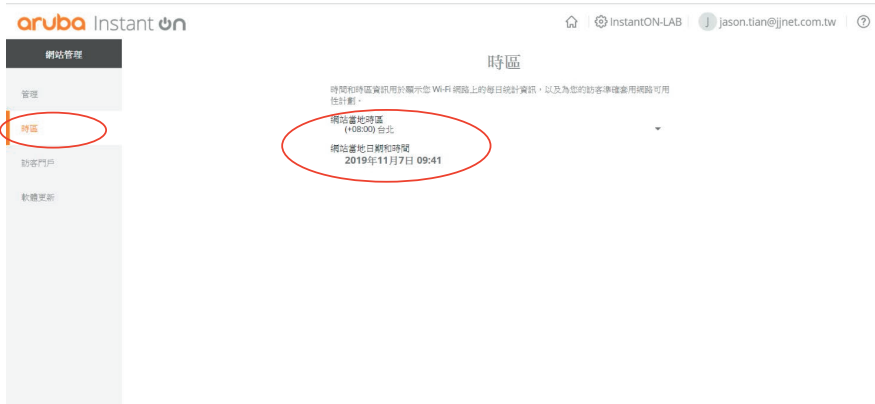 aruba Instant on
InstantON-LAB
J jason.tian@jjnet.com.tw
網站管理
管理
時區
訪客門戶
軟體更新
時區
時間和時區資訊用於顯示您 Wi-Fi 網路上的每日統計資訊,以及為您的訪客準確套用網路可用
性計劃。
網站當地時區
(+08:00) 台北
網站當地日期和時間
2019年11月7日 09:41